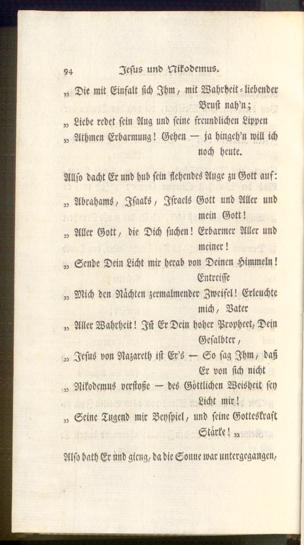 94 Jesus und Nikodemus.
„ Die mit Einfalt sich Ihm, mit Wahrheit-liebender
Brust nah'n;
„ Liebe redet sein Aug und seine freundlichen Lippen
„ Athmen Erbarmung! Gehen — ja hingeh'n will ich
noch heute.
Allso dacht Er und hub sein flehendes Auge zu Gott auf:
„ Abrahams, Isaaks, Israels Gott und Aller und
mein Gott!
„ Aller Gott, die Dich suchen! Erbarmer Aller und
meiner!
„ Sende Dein Licht mir herab von Deinen Himmeln!
Entreisse
„ Mich den Nächten zermalmender Zweifel! Erleuchte
mich, Vater
„ Aller Wahrheit! Ist Er Dein hoher Propheet, Dein
Gesalbter,
„ Jesus von Nazareth ist Er's — So sag Ihm, daß
Er von sich nicht
„ Nikodemus verstoße — des Göttlichen Weisheit sey
Licht mir!
„ Seine Tugend mir Beyspiel, und seine Gotteskraft
Stärke! „
Also bath Er und gieng, da die Sonne war untergegangen,